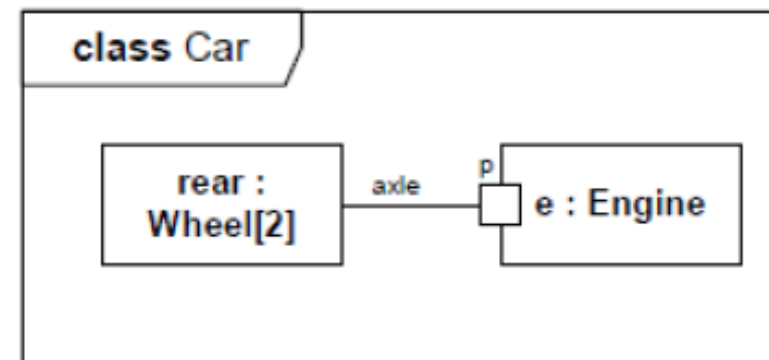 class Car
rear :
Wheel[2]
axle
p
e : Engine